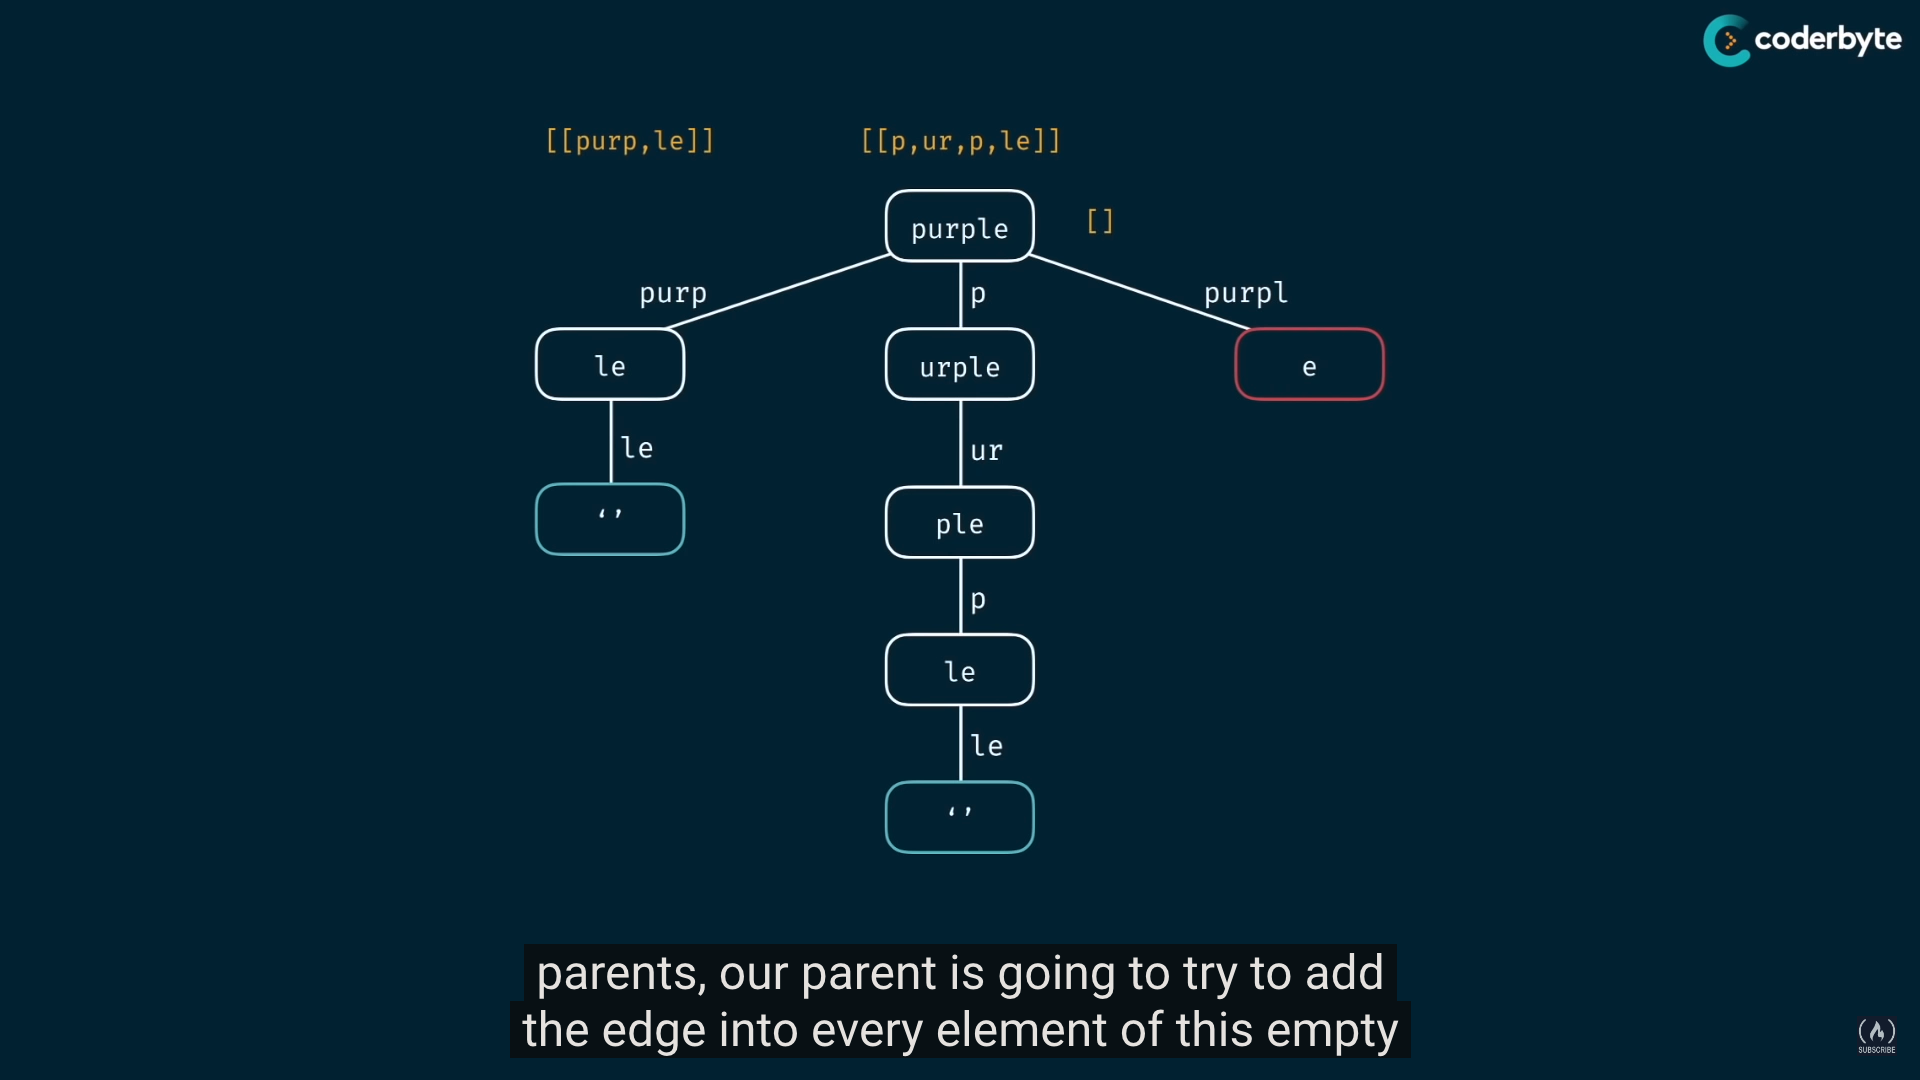 coderbyte
[[purp,le]]
[[p,ur,p,le]]
purple
[]
purp
p
purpl
le
urple
e
le
ur
‘’
ple
p
le
le
‘’
parents, our parent is going to try to add
the edge into every element of this empty
SUBSCRIBE